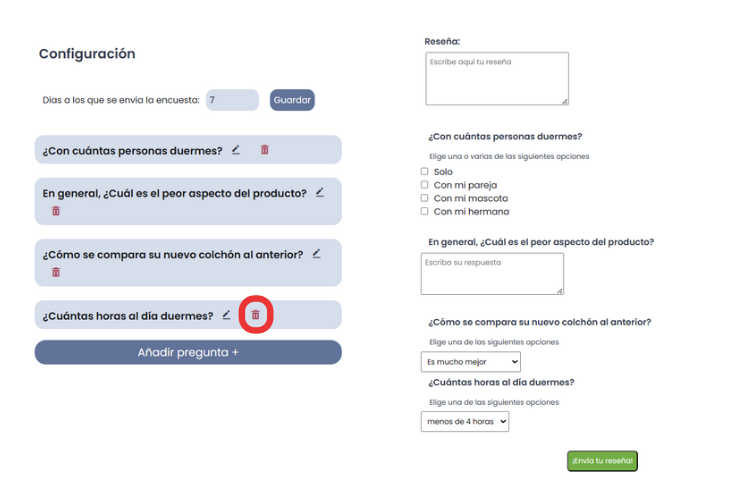 Configuración
Días a los que se envía la encuesta: 7 Guardar
¿Con cuántas personas duermes?
En general, ¿Cuál es el peor aspecto del producto?
¿Cómo se compara su nuevo colchón al anterior?
¿Cuántas horas al día duermes?
Añadir pregunta +
Reseña:
Escribe aquí tu reseña
¿Con cuántas personas duermes?
Elige una o varias de las siguientes opciones
Solo
Con mi pareja
Con mi mascota
Con mi hermana
En general, ¿Cuál es el peor aspecto del producto?
Escriba su respuesta
¿Cómo se compara su nuevo colchón al anterior?
Elige una de las siguientes opciones
Es mucho mejor
¿Cuántas horas al día duermes?
Elige una de las siguientes opciones
menos de 4 horas
¡Envía tu reseña!